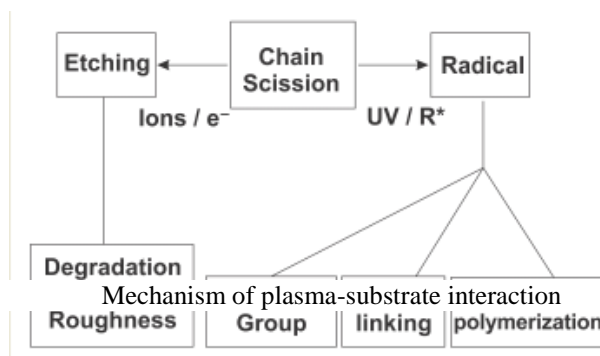 Etching
Chain
Scission
Radical
Ions / e⁻
UV / R*
Degradation
Mechanism of plasma-substrate interaction
Roughness
Group
linking
polymerization